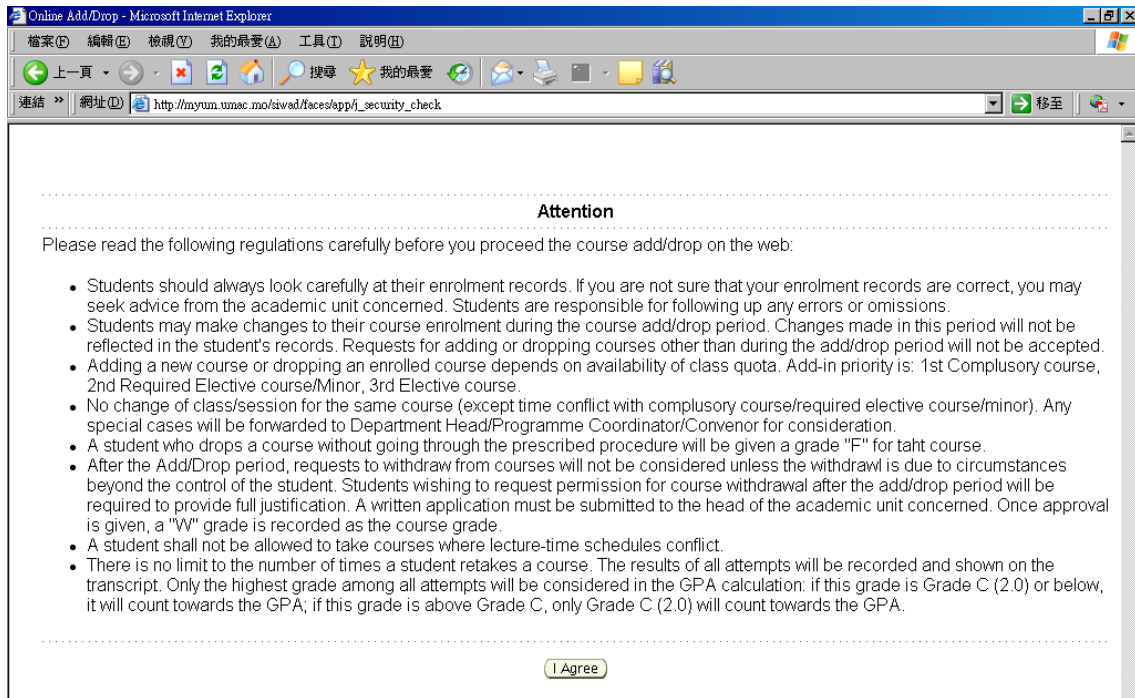 Online Add/Drop - Microsoft Internet Explorer
檔案(F) 編輯(E) 檢視(V) 我的最愛(A) 工具(T) 說明(H)
上一頁 搜尋 我的最愛
連結 » 網址(D) http://myum.umac.mo/siwad/faces/app/j_security_check 移至
Attention
Please read the following regulations carefully before you proceed the course add/drop on the web:
• Students should always look carefully at their enrolment records. If you are not sure that your enrolment records are correct, you may
seek advice from the academic unit concerned. Students are responsible for following up any errors or omissions.
• Students may make changes to their course enrolment during the course add/drop period. Changes made in this period will not be
reflected in the student's records. Requests for adding or dropping courses other than during the add/drop period will not be accepted.
• Adding a new course or dropping an enrolled course depends on availability of class quota. Add-in priority is: 1st Complusory course,
2nd Required Elective course/Minor, 3rd Elective course.
• No change of class/session for the same course (except time conflict with complusory course/required elective course/minor). Any
special cases will be forwarded to Department Head/Programme Coordinator/Convenor for consideration.
• A student who drops a course without going through the prescribed procedure will be given a grade "F" for taht course.
• After the Add/Drop period, requests to withdraw from courses will not be considered unless the withdrawl is due to circumstances
beyond the control of the student. Students wishing to request permission for course withdrawal after the add/drop period will be
required to provide full justification. A written application must be submitted to the head of the academic unit concerned. Once approval
is given, a "W" grade is recorded as the course grade.
• A student shall not be allowed to take courses where lecture-time schedules conflict.
• There is no limit to the number of times a student retakes a course. The results of all attempts will be recorded and shown on the
transcript. Only the highest grade among all attempts will be considered in the GPA calculation: if this grade is Grade C (2.0) or below,
it will count towards the GPA; if this grade is above Grade C, only Grade C (2.0) will count towards the GPA.
I Agree